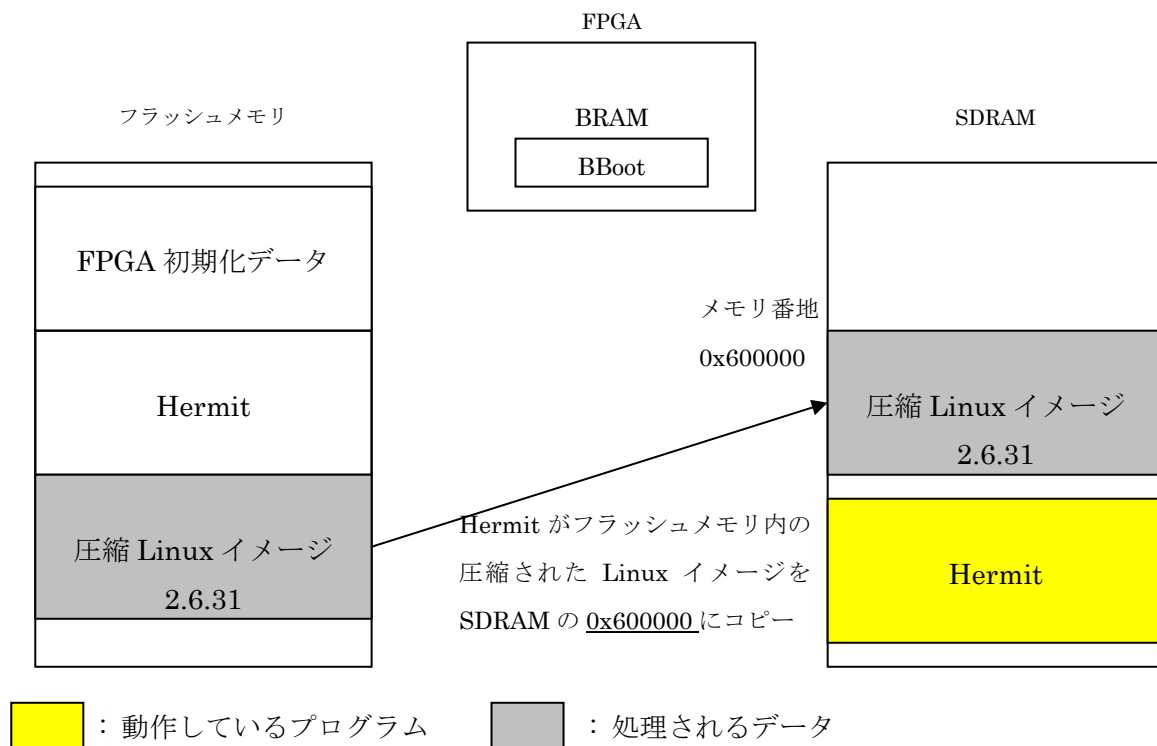 FPGA
フラッシュメモリ
BRAM
SDRAM
BBoot
FPGA 初期化データ
メモリ番地
0x600000
Hermit
圧縮 Linux イメージ
2.6.31
圧縮 Linux イメージ
2.6.31
Hermit がフラッシュメモリ内の
圧縮された Linux イメージを
SDRAM の 0x600000 にコピー
Hermit
：動作しているプログラム
：処理されるデータ